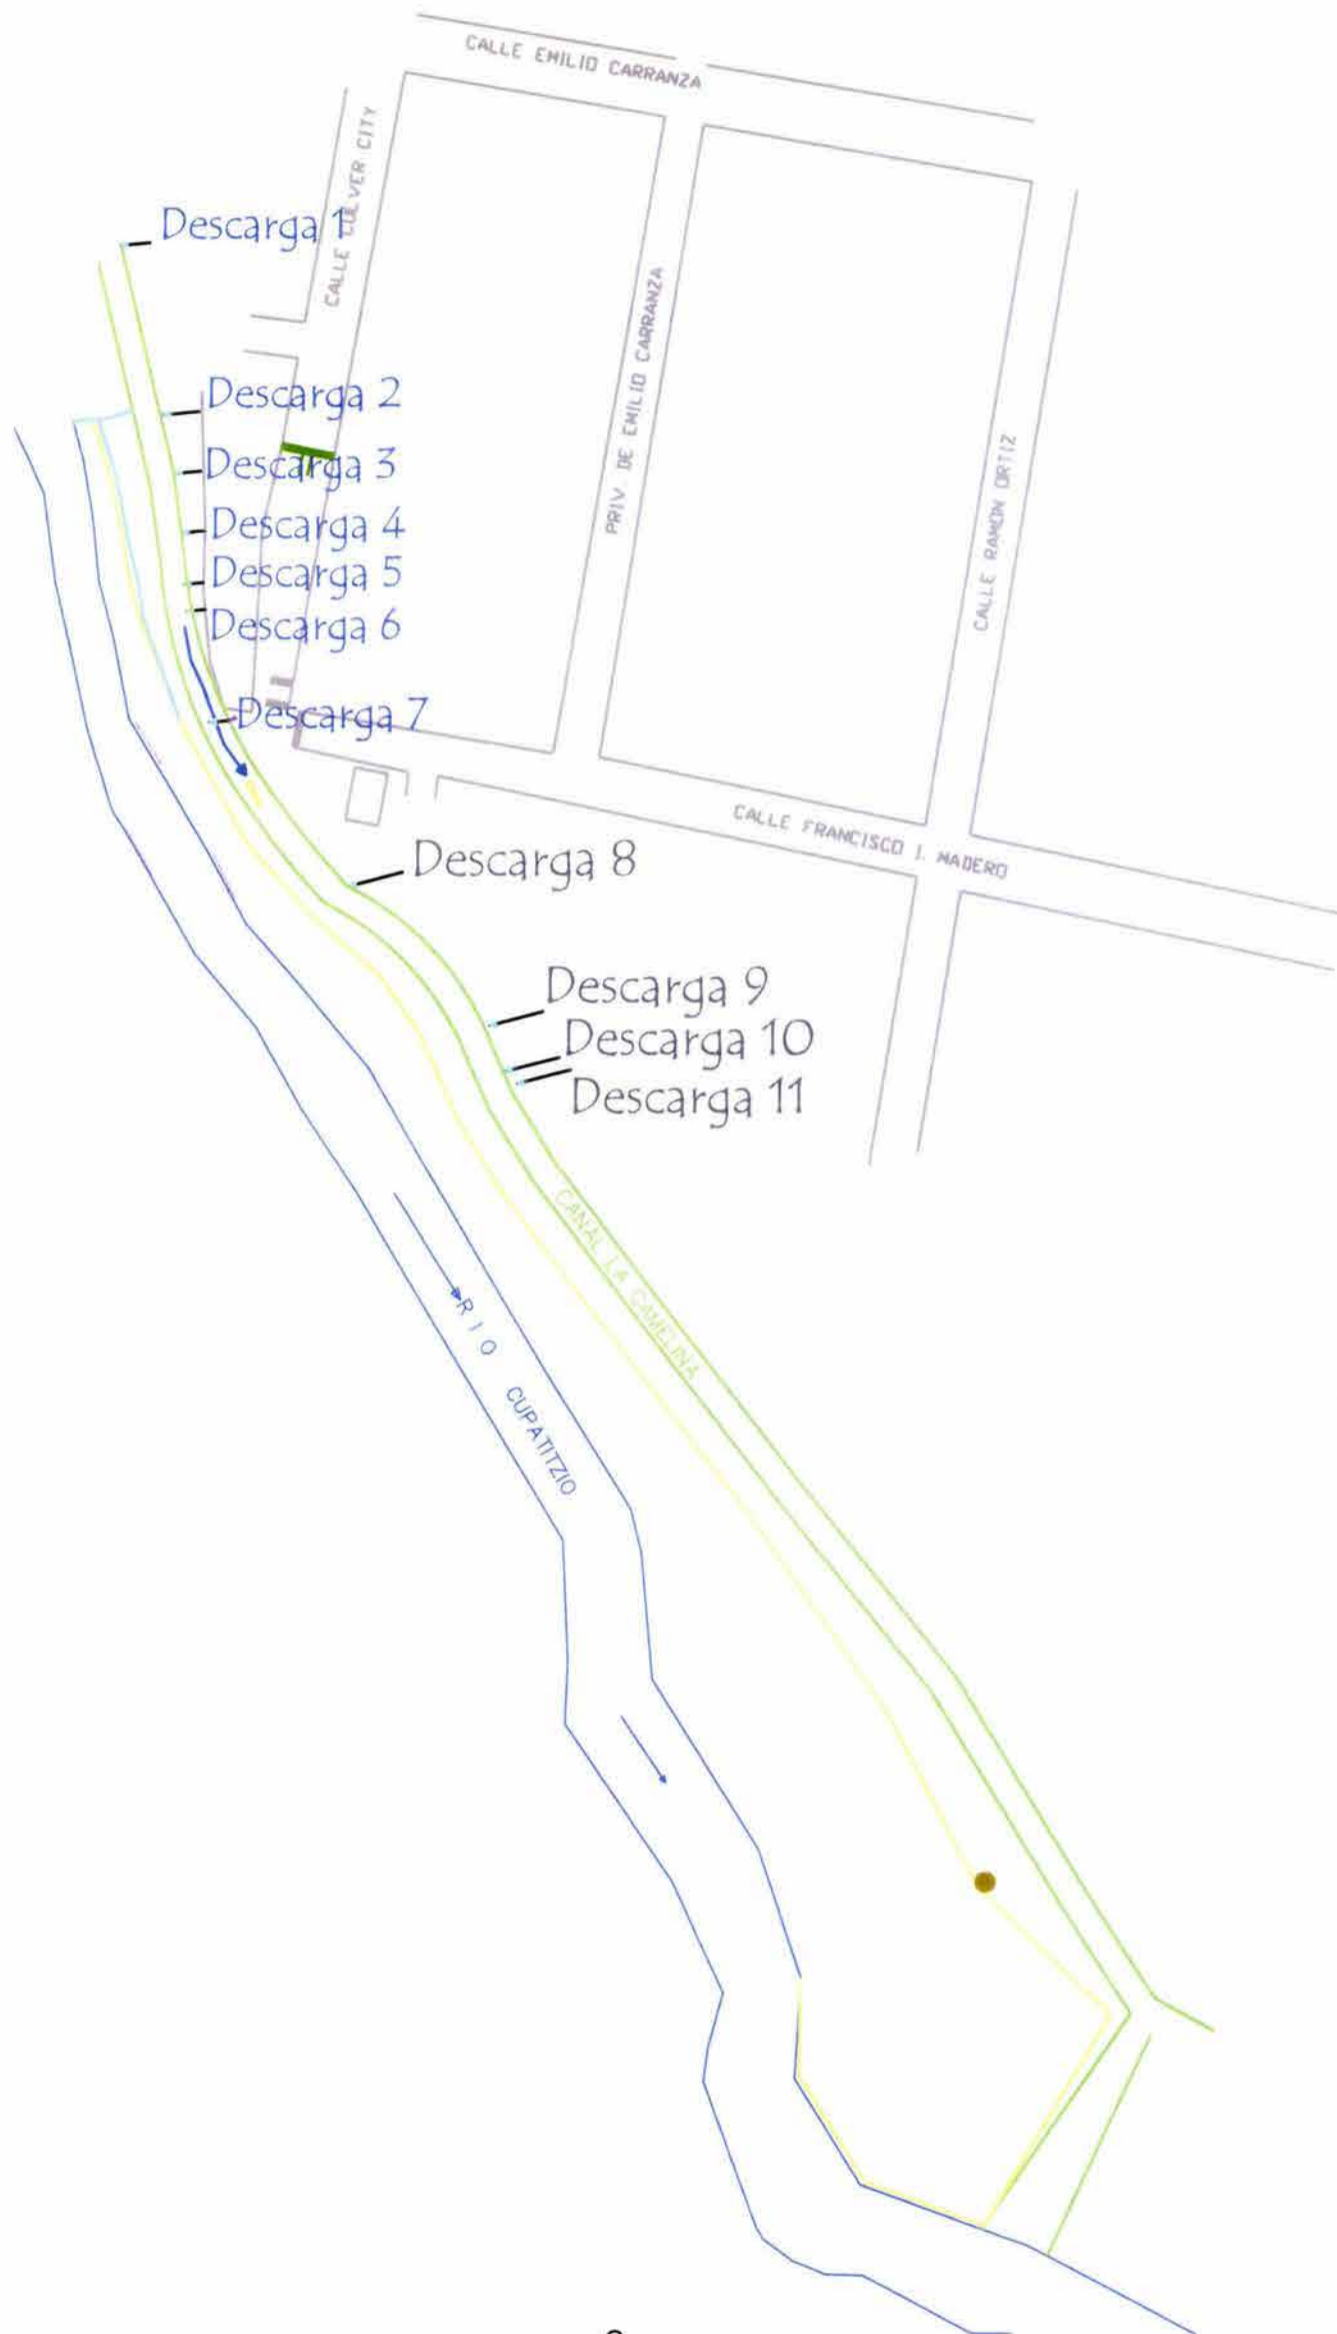 CALLE EMILIO CARRANZA
CALLE CULVER CITY
Descarga 1
PRIV. DE EMILIO CARRANZA
Descarga 2
Descarga 3
CALLE RAMON ORTIZ
Descarga 4
Descarga 5
Descarga 6
Descarga 7
CALLE FRANCISCO I. MADERO
Descarga 8
Descarga 9
Descarga 10
Descarga 11
CANAL LA CAMELINA
RIO CUPATITZIO